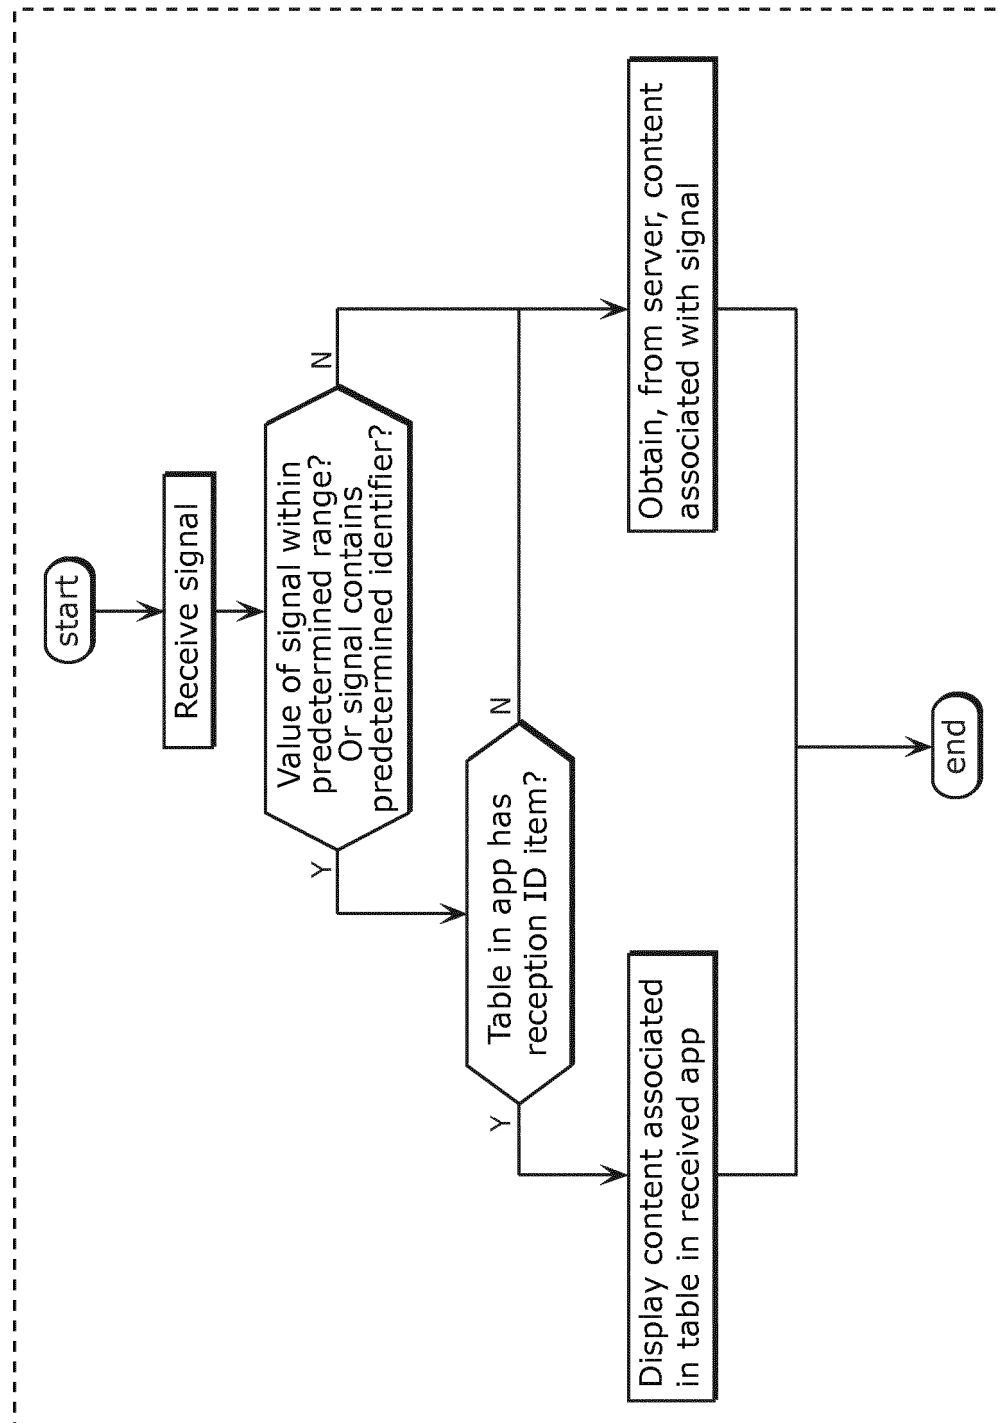 start
Receive signal
Value of signal within
predetermined range?
Or signal contains
predetermined identifier?
Y
N
Table in app has
reception ID item?
Y
N
Display content associated
in table in received app
Obtain, from server, content
associated with signal
end